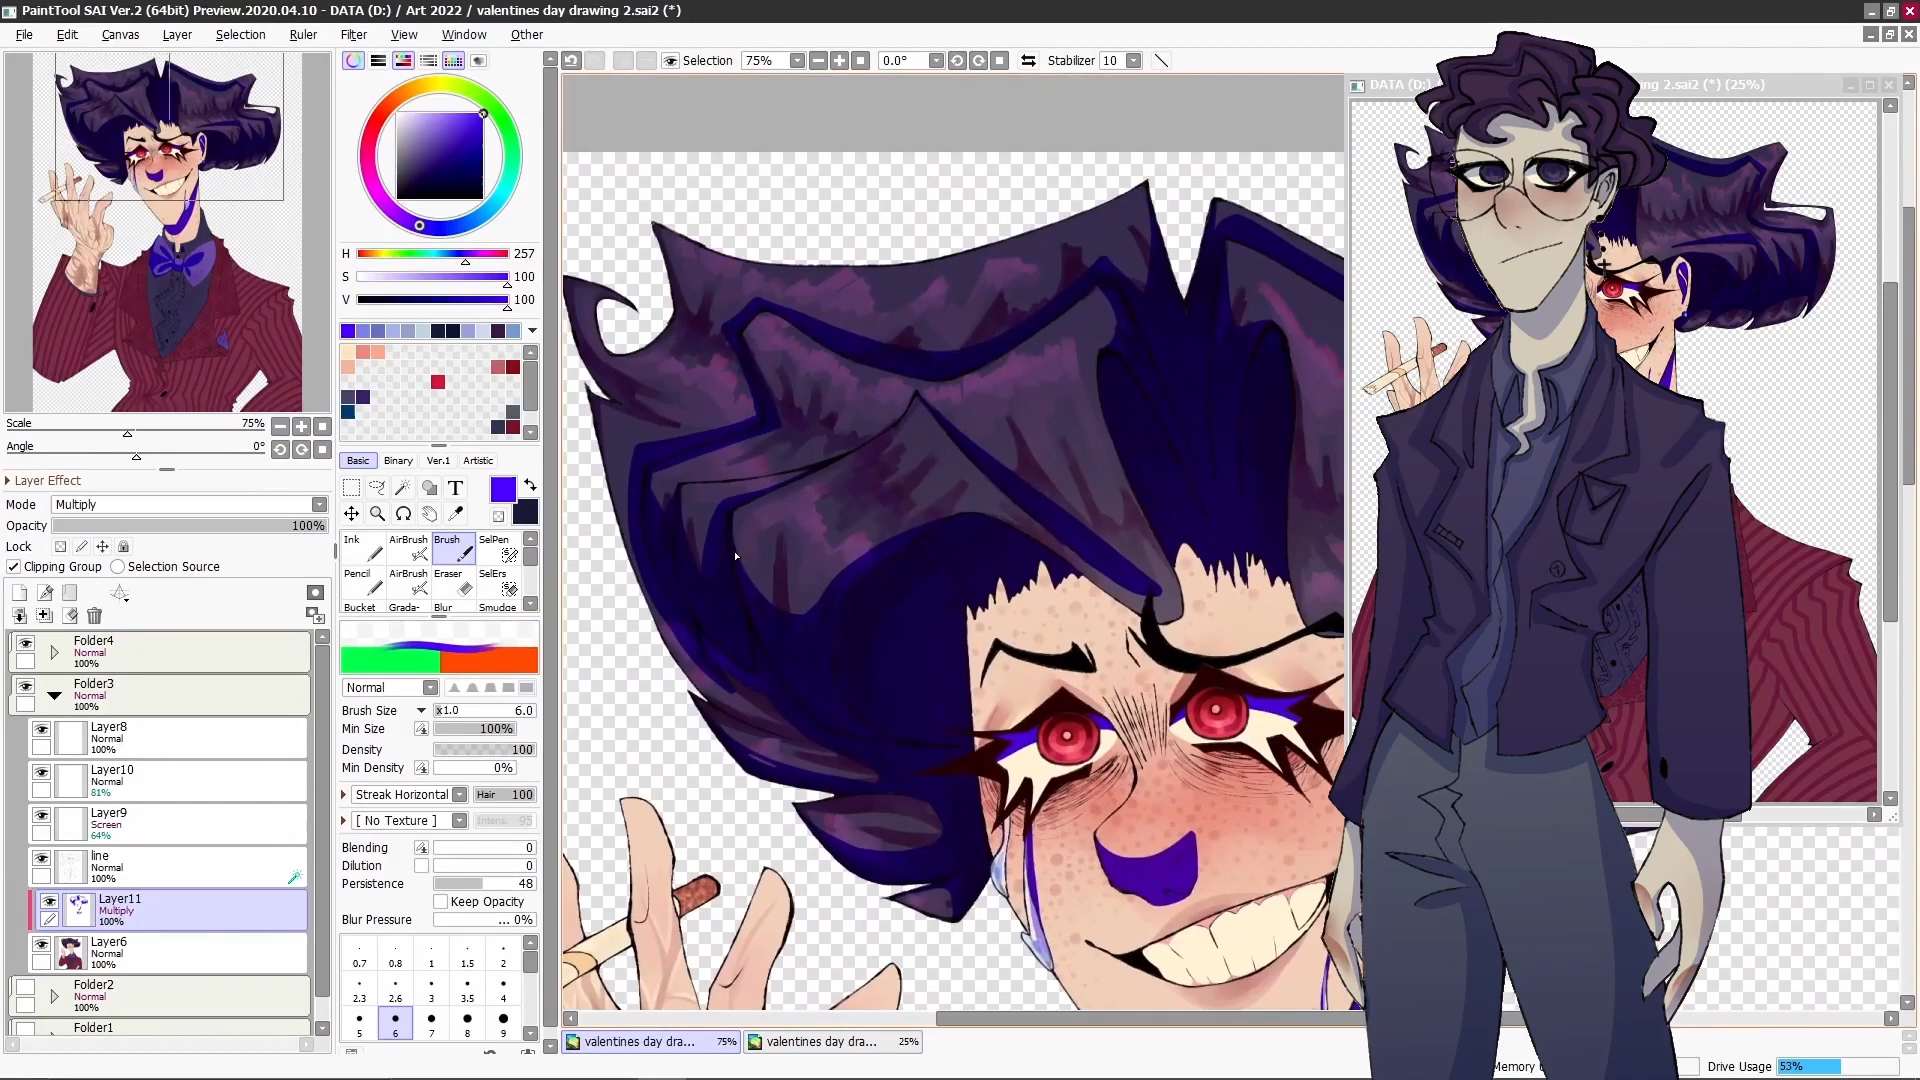 PaintTool SAI Ver.2 (64bit) Preview.2020.04.10 - DATA (D:) / Art 2022 / valentines day drawing 2.sai2 (*)
File Edit Canvas Layer Selection Ruler Filter View Window Other
Selection 75% 0.0° Stabilizer 10
DATA (D:) ing 2.sai2 (*) (25%)
H 257
S 100
V 100
Scale 75%
Angle 0°
Layer Effect
Mode Multiply
Opacity 100%
Lock
Clipping Group Selection Source
Folder4
Normal
100%
Folder3
Normal
100%
Layer8
Normal
100%
Layer10
Normal
81%
Layer9
Screen
64%
line
Normal
100%
Layer11
Multiply
100%
Layer6
Normal
100%
Folder2
Normal
100%
Folder1
Basic Binary Ver.1 Artistic
T
Ink AirBrush Brush SelPen
Pencil AirBrush Eraser SelErs
Bucket Grada- Blur Smudge
Normal
Brush Size x1.0 6.0
Min Size 100%
Density 100
Min Density 0%
Streak Horizontal Hair 100
[ No Texture ] Intens. 95
Blending 0
Dilution 0
Persistence 48
Keep Opacity
Blur Pressure ... 0%
0.7 0.8 1 1.5 2
2.3 2.6 3 3.5 4
5 6 7 8 9
valentines day dra... 75% valentines day dra... 25%
Memory Drive Usage 53%